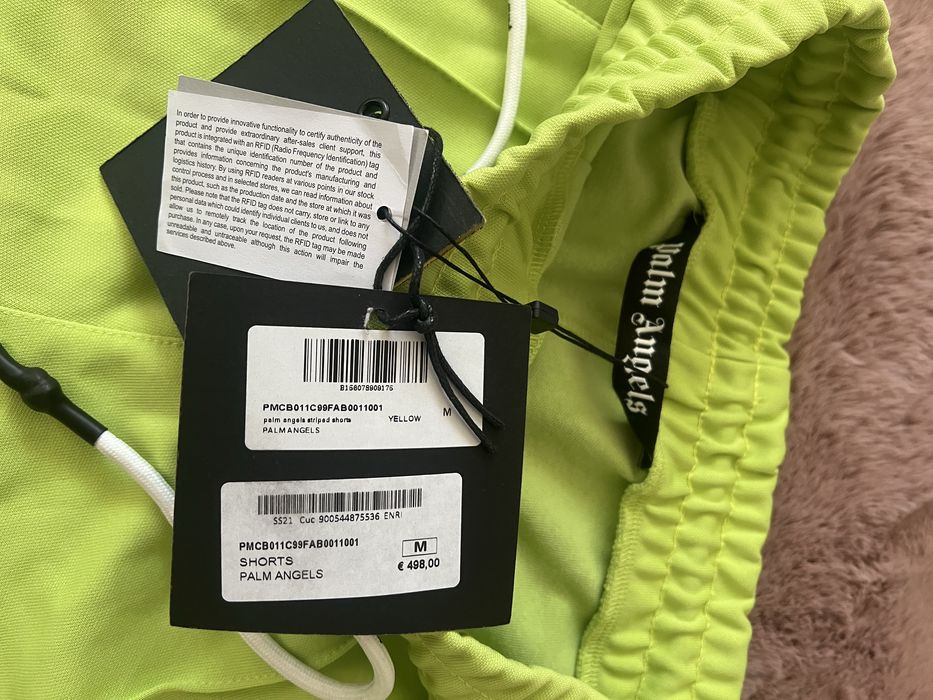 In order to provide innovative functionality to certify authenticity of the
product and provide extraordinary after-sales client support, this
product is integrated with an RFID (Radio Frequency Identification) tag
that contains the unique identification number of the product and
provides information concerning the product's manufacturing and
logistics history. By using RFID readers at various points in our stock
control process and in selected stores, we can read information about
this product, such as the production date and the store at which it was
sold. Please note that the RFID tag does not carry, store or link to any
personal data which could identify individual clients to us, and does not
allow us to remotely track the location of the product following
purchase. In any case, upon your request, the RFID tag may be made
unreadable and untraceable although this action will impair the
services described above.
Palm Angels
B156078909175
PMCB011C99FAB0011001
palm angels striped shorts YELLOW M
PALM ANGELS
SS21 Cuc 900544875536 ENRI
PMCB011C99FAB0011001
M
SHORTS
€ 498,00
PALM ANGELS